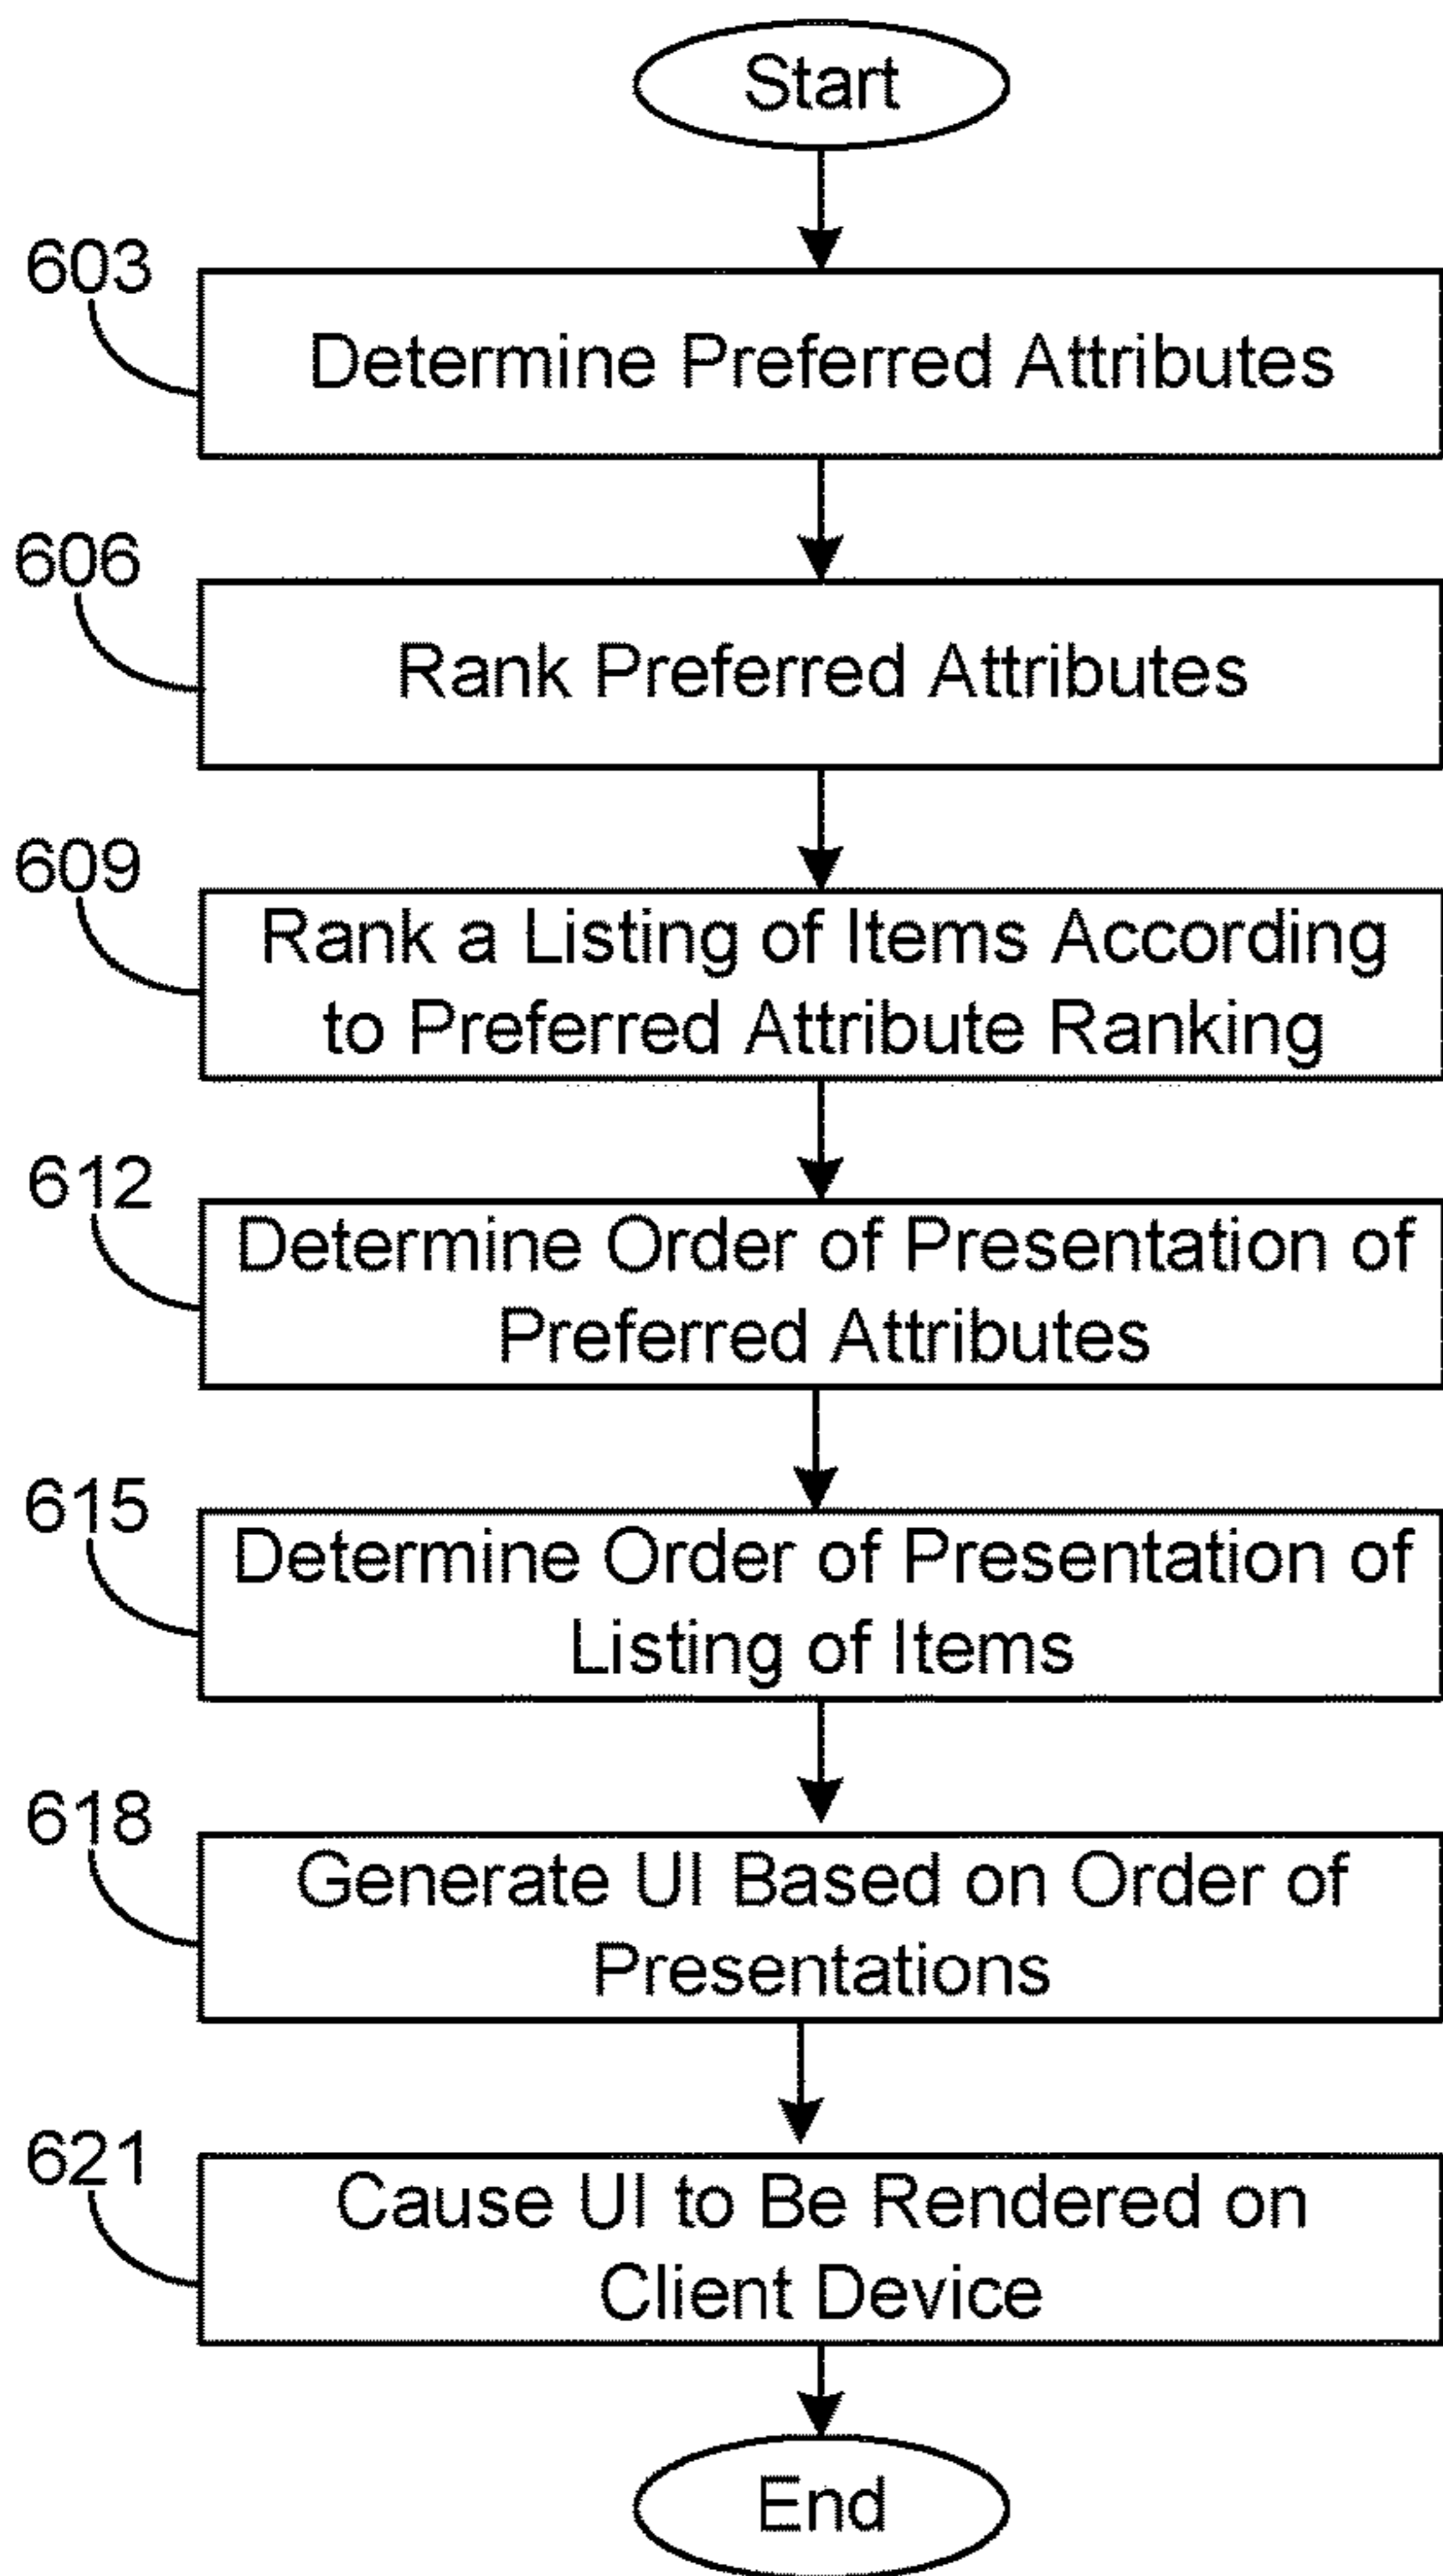 Start
603
Determine Preferred Attributes
606
Rank Preferred Attributes
609
Rank a Listing of Items According
to Preferred Attribute Ranking
612
Determine Order of Presentation of
Preferred Attributes
615
Determine Order of Presentation of
Listing of Items
618
Generate UI Based on Order of
Presentations
621
Cause UI to Be Rendered on
Client Device
End